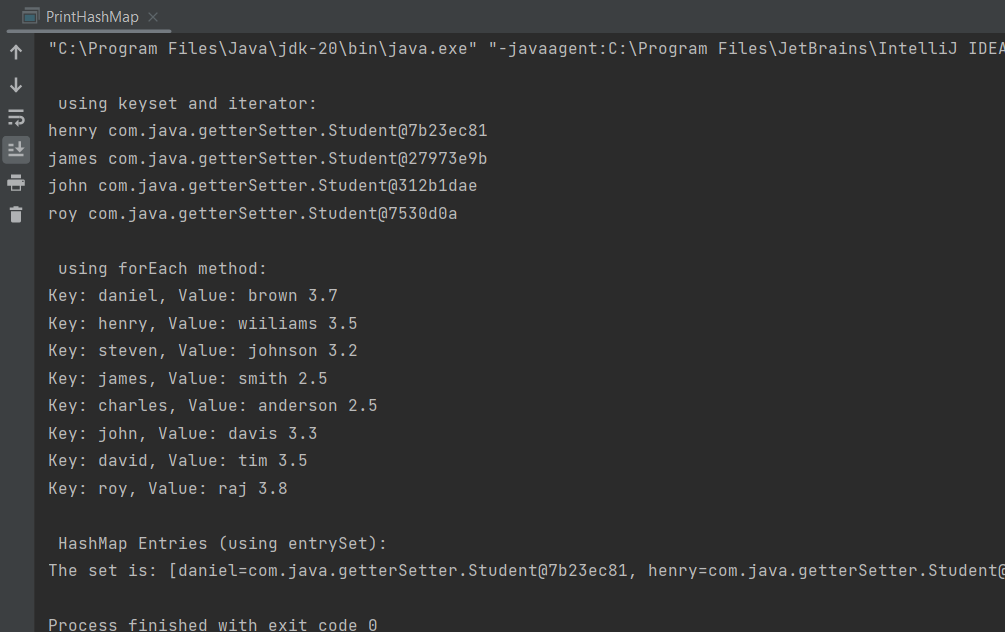 PrintHashMap
"C:\Program Files\Java\jdk-20\bin\java.exe" "-javaagent:C:\Program Files\JetBrains\IntelliJ IDEA
using keyset and iterator:
henry com.java.getterSetter.Student@7b23ec81
james com.java.getterSetter.Student@27973e9b
john com.java.getterSetter.Student@312b1dae
roy com.java.getterSetter.Student@7530d0a
using forEach method:
Key: daniel, Value: brown 3.7
Key: henry, Value: wiiliams 3.5
Key: steven, Value: johnson 3.2
Key: james, Value: smith 2.5
Key: charles, Value: anderson 2.5
Key: john, Value: davis 3.3
Key: david, Value: tim 3.5
Key: roy, Value: raj 3.8
HashMap Entries (using entrySet):
The set is: [daniel=com.java.getterSetter.Student@7b23ec81, henry=com.java.getterSetter.Student@
Process finished with exit code 0